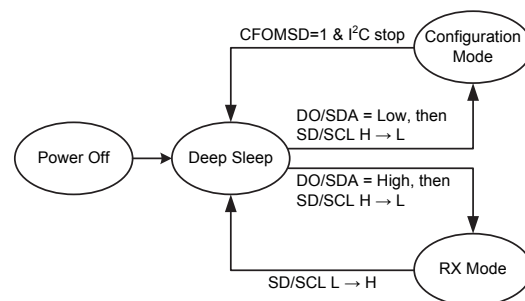 CFOMSD=1 & I²C stop
Configuration
Mode
DO/SDA = Low, then
SD/SCL H → L
Power Off
Deep Sleep
DO/SDA = High, then
SD/SCL H → L
RX Mode
SD/SCL L → H